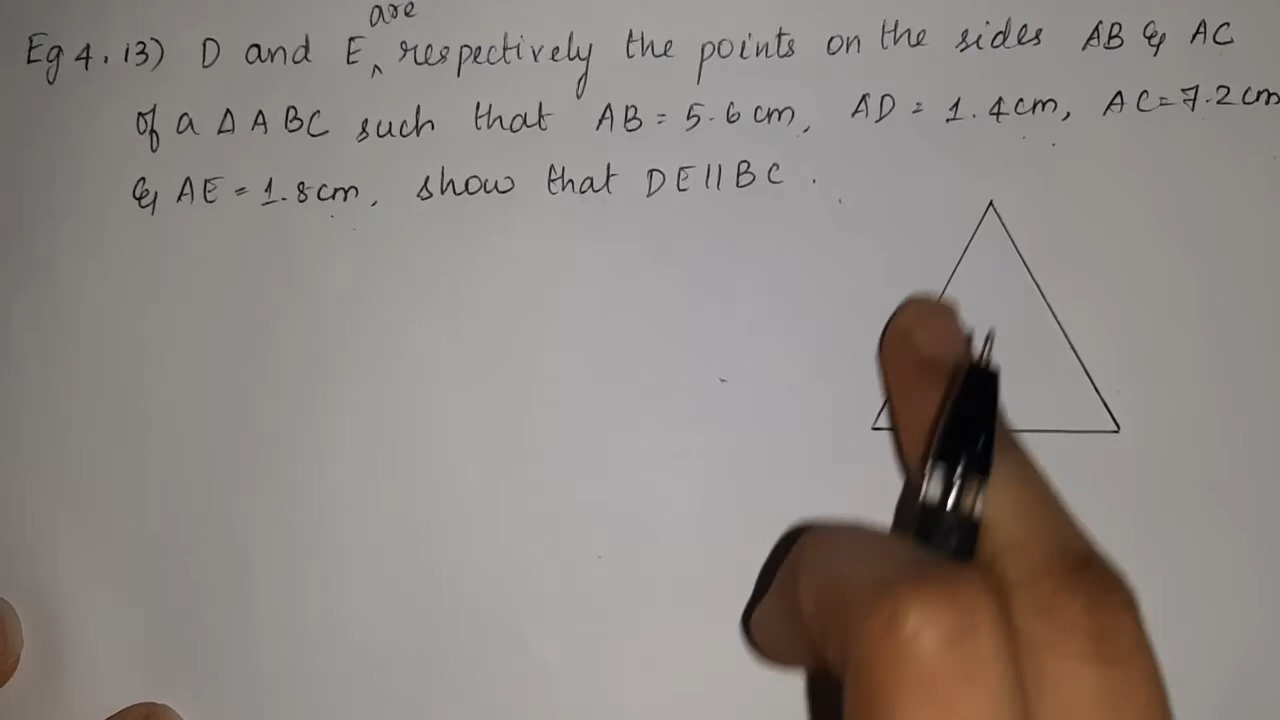 are
Eg 4.13) D and E ^ respectively the points on the sides AB & AC
of a Δ ABC such that AB = 5.6 cm, AD = 1.4 cm, AC = 7.2 cm
& AE = 1.8 cm, show that DE || BC.